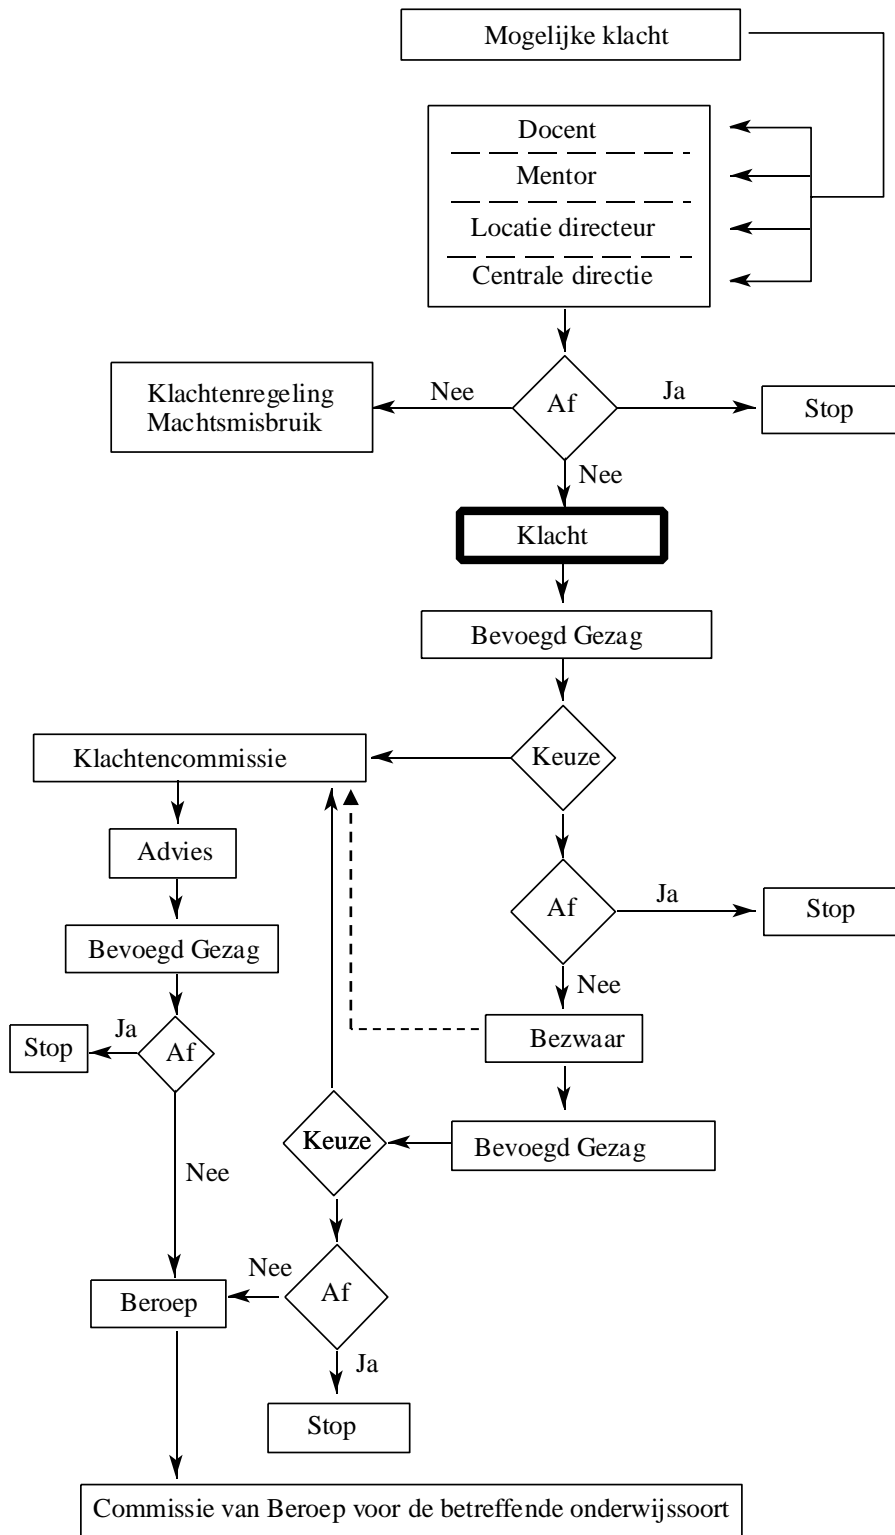 Mogelijke klacht
Docent
Mentor
Locatie directeur
Centrale directie
Klachtenregeling
Machtsmisbruik
Nee
Af
Ja
Stop
Nee
Klacht
Bevoegd Gezag
Klachtencommissie
Keuze
Advies
Af
Ja
Stop
Bevoegd Gezag
Nee
Bezwaar
Stop
Ja
Af
Keuze
Bevoegd Gezag
Nee
Nee
Af
Beroep
Ja
Stop
Commissie van Beroep voor de betreffende onderwijssoort